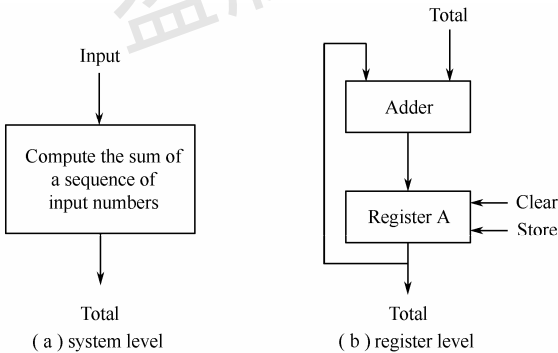 Input
Compute the sum of
a sequence of
input numbers
Total
( a ) system level
Total
Adder
Register A
Clear
Store
Total
( b ) register level